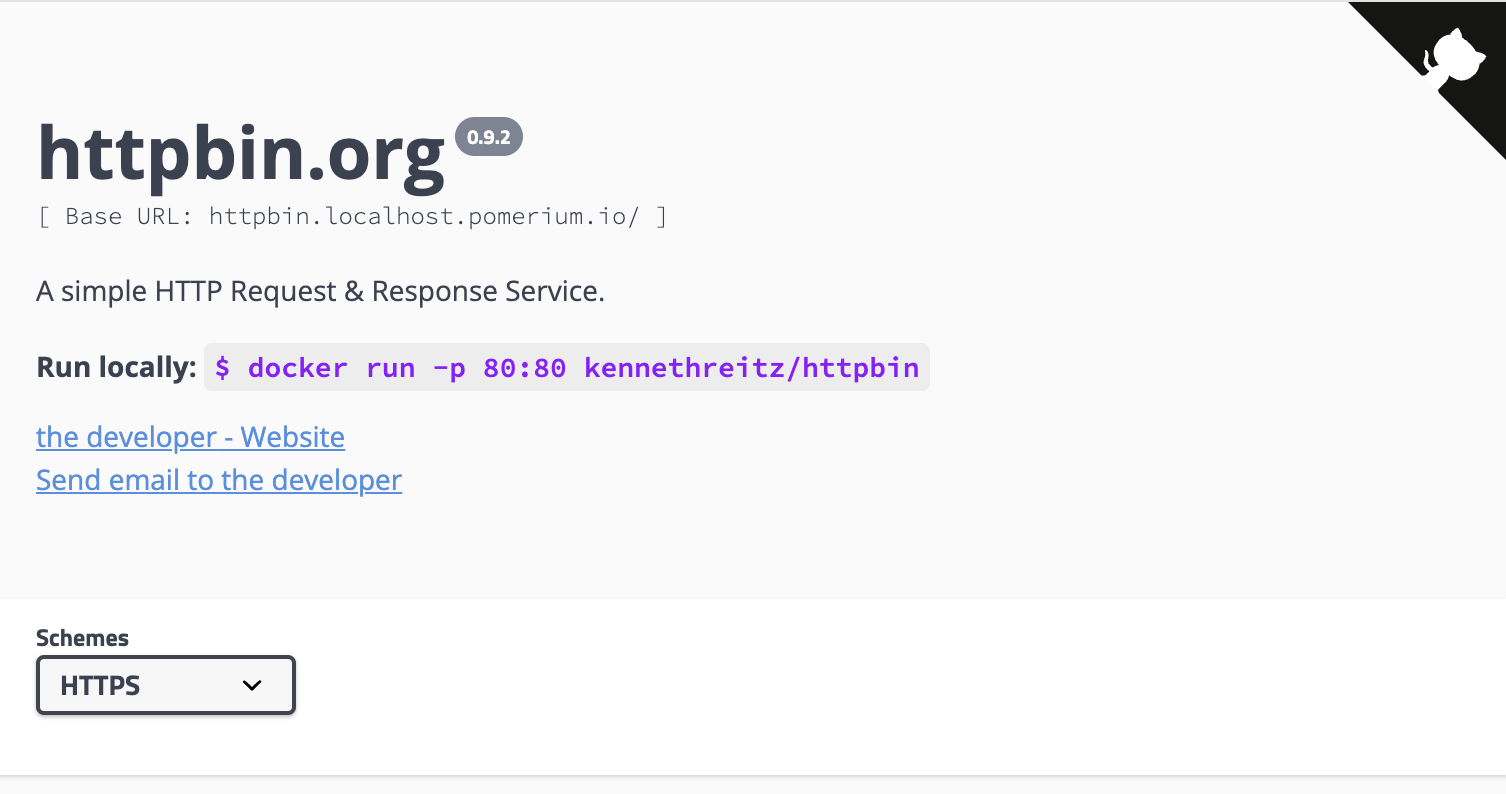 httpbin.org 0.9.2
[ Base URL: httpbin.localhost.pomerium.io/ ]
A simple HTTP Request & Response Service.
Run locally: $ docker run -p 80:80 kennethreitz/httpbin
the developer - Website
Send email to the developer
Schemes
HTTPS